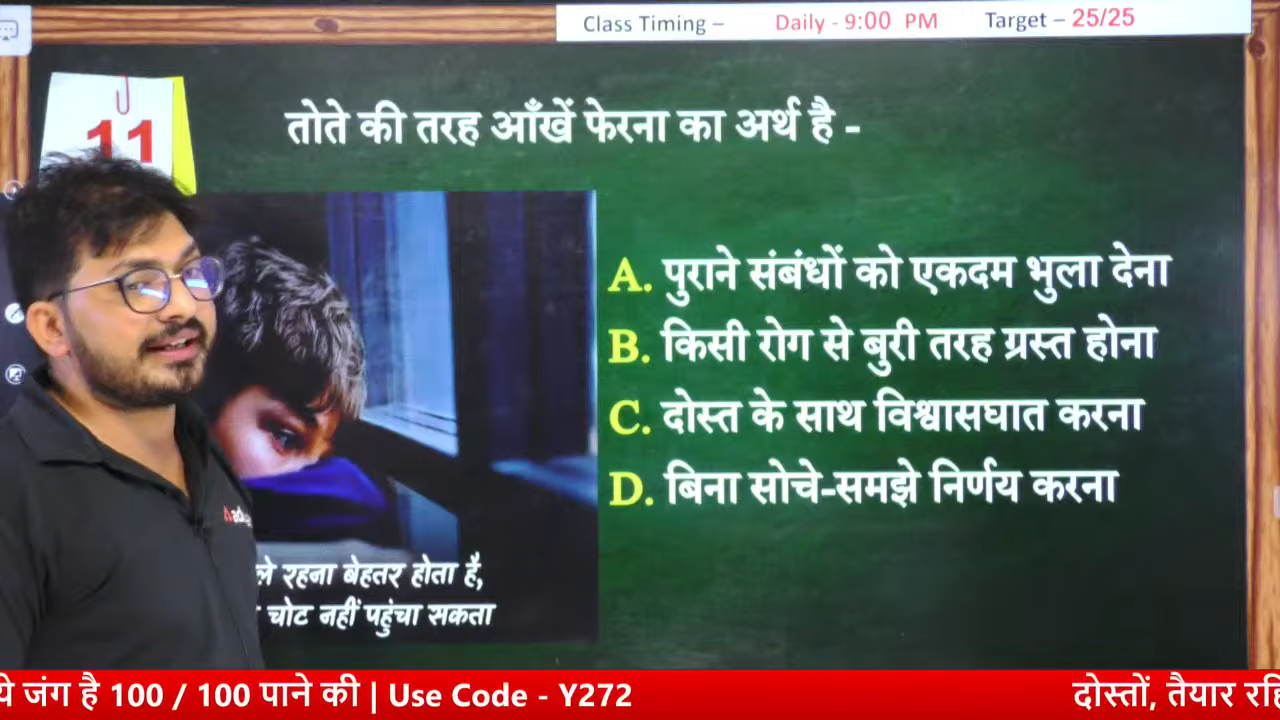 Class Timing – Daily - 9:00 PM Target – 25/25
11
तोते की तरह आँखें फेरना का अर्थ है -
A. पुराने संबंधों को एकदम भुला देना
B. किसी रोग से बुरी तरह ग्रस्त होना
C. दोस्त के साथ विश्वासघात करना
D. बिना सोचे-समझे निर्णय करना
रहना बेहतर होता है,
चोट नहीं पहुंचा सकता
जंग है 100 / 100 पाने की | Use Code - Y272
दोस्तों, तैयार